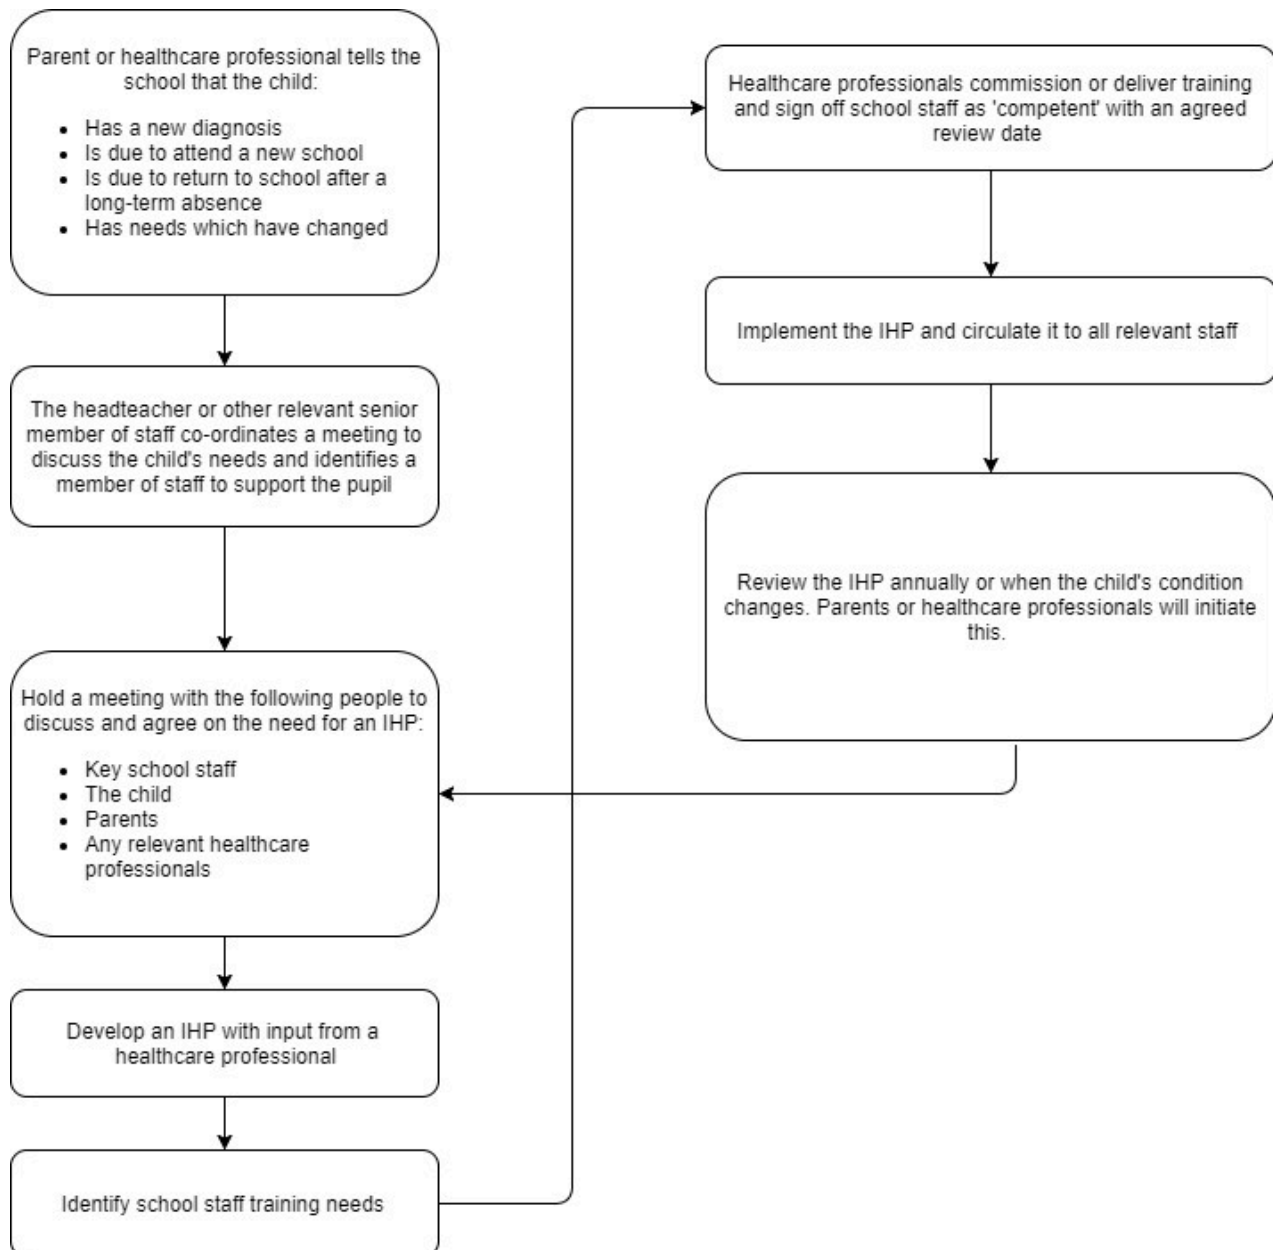 Parent or healthcare professional tells the
school that the child:
• Has a new diagnosis
• Is due to attend a new school
• Is due to return to school after a
long-term absence
• Has needs which have changed
The headteacher or other relevant senior
member of staff co-ordinates a meeting to
discuss the child's needs and identifies a
member of staff to support the pupil
Hold a meeting with the following people to
discuss and agree on the need for an IHP:
• Key school staff
• The child
• Parents
• Any relevant healthcare
professionals
Develop an IHP with input from a
healthcare professional
Identify school staff training needs
Healthcare professionals commission or deliver training
and sign off school staff as 'competent' with an agreed
review date
Implement the IHP and circulate it to all relevant staff
Review the IHP annually or when the child's condition
changes. Parents or healthcare professionals will initiate
this.